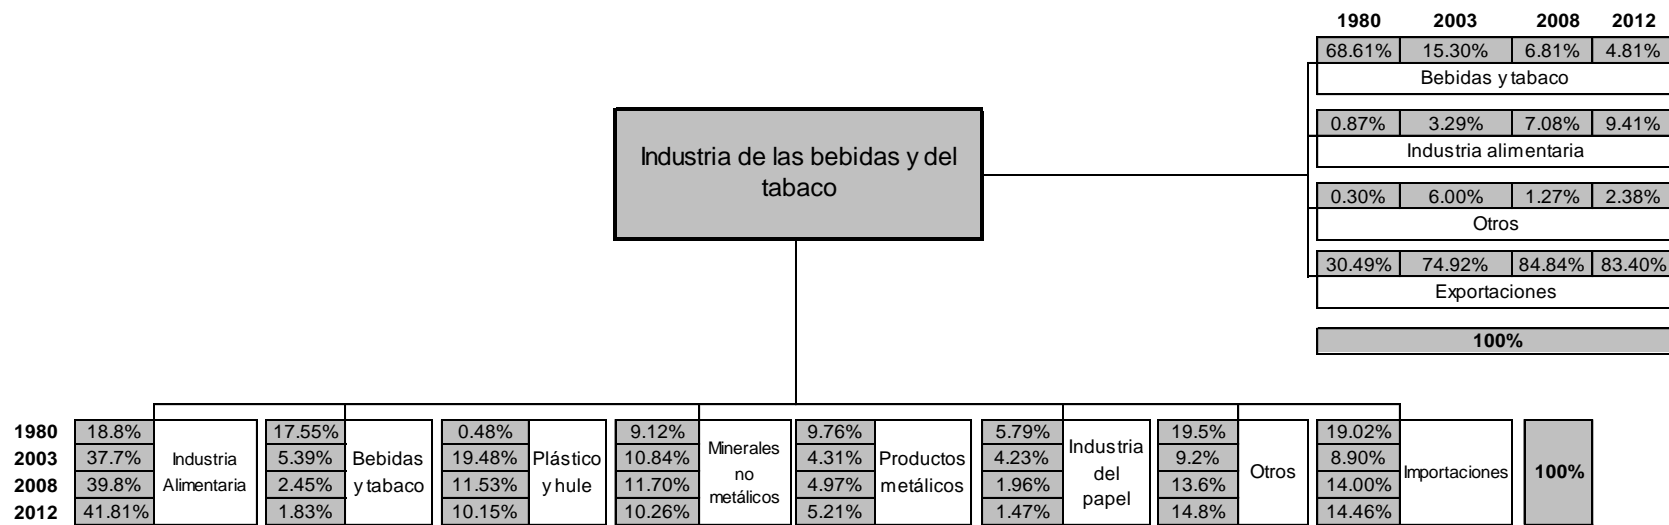 1980 2003 2008 2012
68.61% 15.30% 6.81% 4.81%
Bebidas y tabaco
0.87% 3.29% 7.08% 9.41%
Industria alimentaria
0.30% 6.00% 1.27% 2.38%
Otros
30.49% 74.92% 84.84% 83.40%
Exportaciones
100%
Industria de las bebidas y del
tabaco
1980 18.8% 17.55% 0.48% 9.12% 9.76% 5.79% 19.5% 19.02%
2003 37.7% 5.39% 19.48% 10.84% 4.31% 4.23% 9.2% 8.90%
2008 39.8% 2.45% 11.53% 11.70% 4.97% 1.96% 13.6% 14.00%
2012 41.81% 1.83% 10.15% 10.26% 5.21% 1.47% 14.8% 14.46%
Industria
Alimentaria
Bebidas
y tabaco
Plástico
y hule
Minerales
no
metálicos
Productos
metálicos
Industria
del
papel
Otros
Importaciones
100%